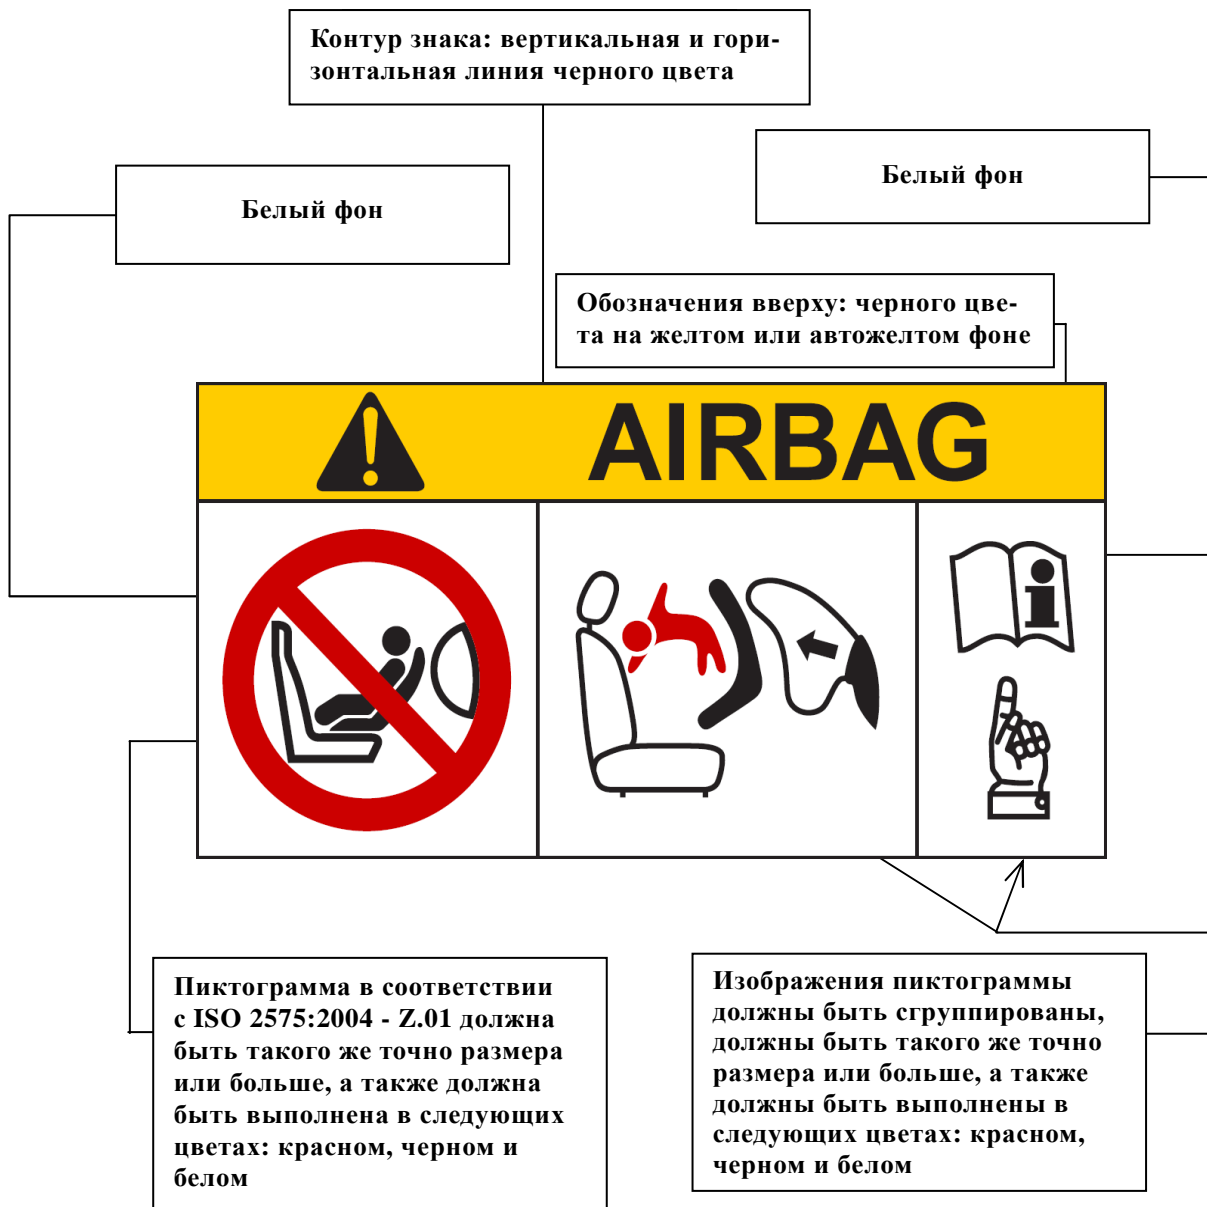 Контур знака: вертикальная и гори-
зонтальная линия черного цвета
Белый фон
Белый фон
Обозначения вверху: черного цве-
та на желтом или автожелтом фоне
AIRBAG
i
Пиктограмма в соответствии
с ISO 2575:2004 - Z.01 должна
быть такого же точно размера
или больше, а также должна
быть выполнена в следующих
цветах: красном, черном и
белом
Изображения пиктограммы
должны быть сгруппированы,
должны быть такого же точно
размера или больше, а также
должны быть выполнены в
следующих цветах: красном,
черном и белом